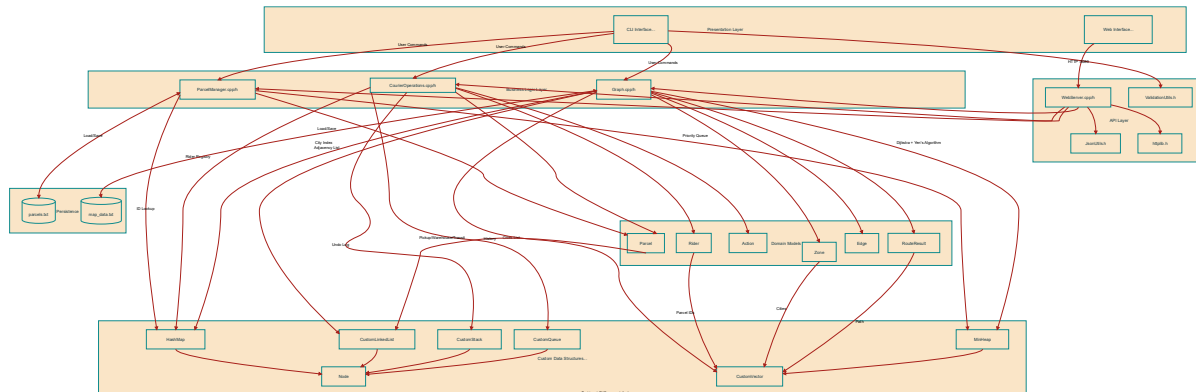 CLI Interface...
Presentation Layer
Web Interface...
User Commands
User Commands
User Commands
ParcelManager.cpp/h
CourierOperations.cpp/h
Graph.cpp/h
WebServer.cpp/h
ValidationUtils.h
API Layer
JsonUtils.h
httplib.h
Load/Save
Load/Save
Rider Registry
City Index
Adjacency List
Priority Queue
Dijkstra + Yen's Algorithm
parcels.txt
Persistence
map_data.txt
ID Lookup
Undo Log
Parcel
Rider
Action
Domain Models
Zone
Edge
RouteResult
Parcel IDs
Cities
Path
HashMap
CustomLinkedList
CustomStack
CustomQueue
MinHeap
Custom Data Structures...
Node
CustomVector